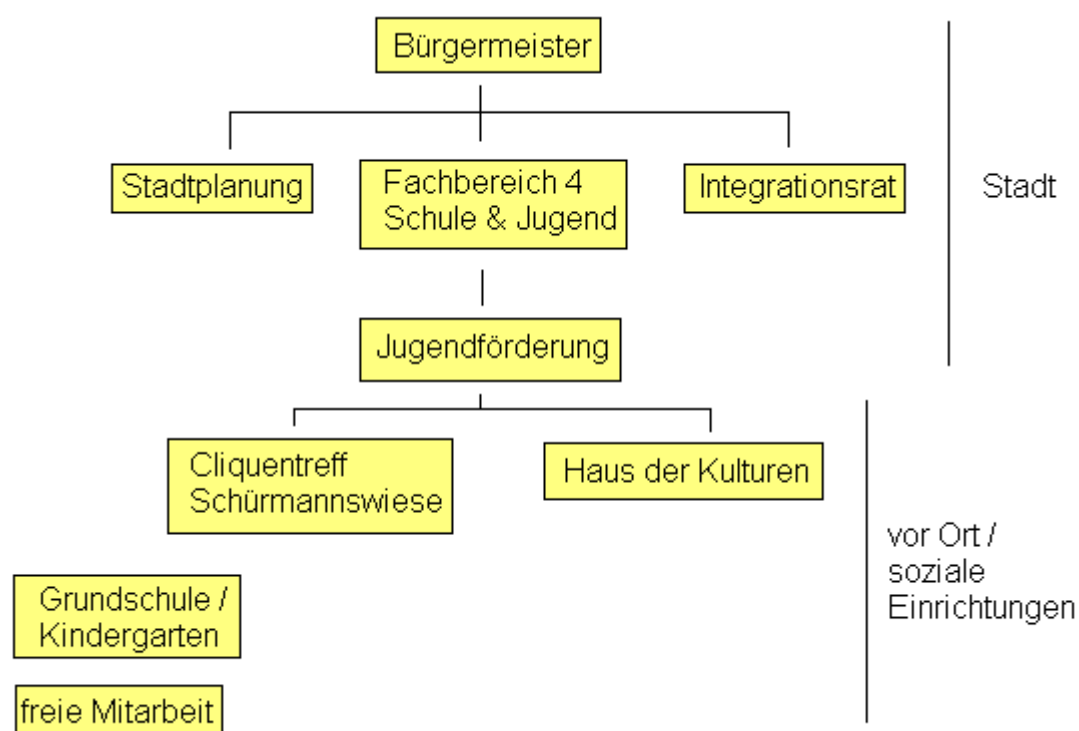 Bürgermeister
Stadtplanung
Fachbereich 4
Schule & Jugend
Integrationsrat
Stadt
Jugendförderung
Cliquentreff
Schürmannswiese
Haus der Kulturen
vor Ort /
soziale
Einrichtungen
Grundschule /
Kindergarten
freie Mitarbeit